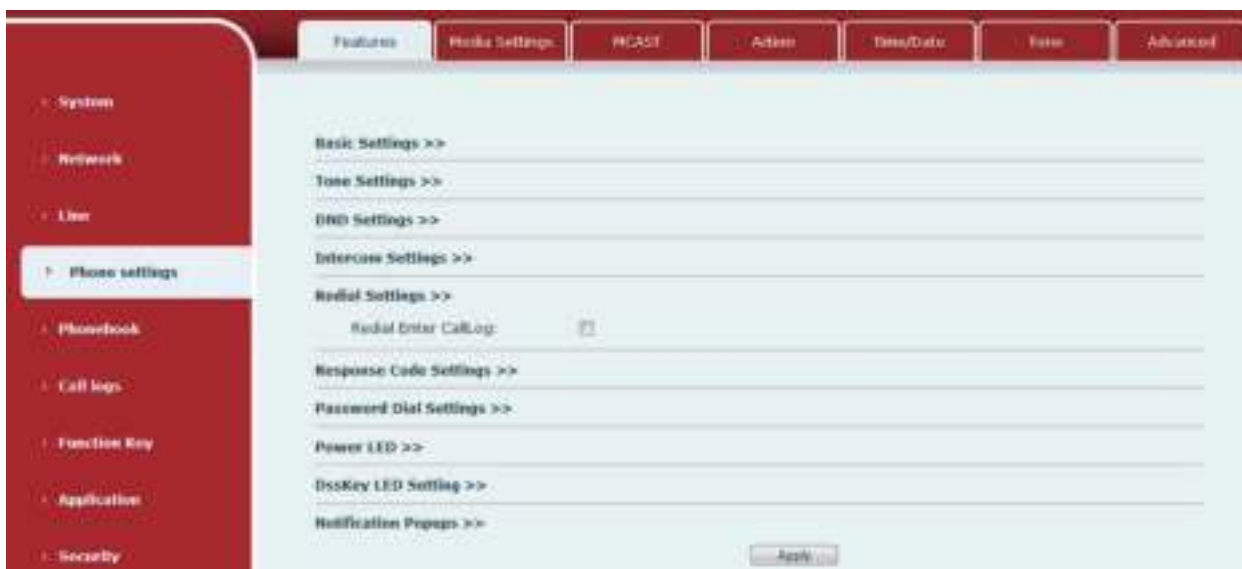 Features Media Settings MCAST Action Time/Date Tone Advanced
System
Network
Line
Phone settings
Phonebook
Call logs
Function Key
Application
Security
Basic Settings >>
Tone Settings >>
DND Settings >>
Intercom Settings >>
Redial Settings >>
Redial Enter CallLog:
Response Code Settings >>
Password Dial Settings >>
Power LED >>
DssKey LED Setting >>
Notification Popups >>
Apply